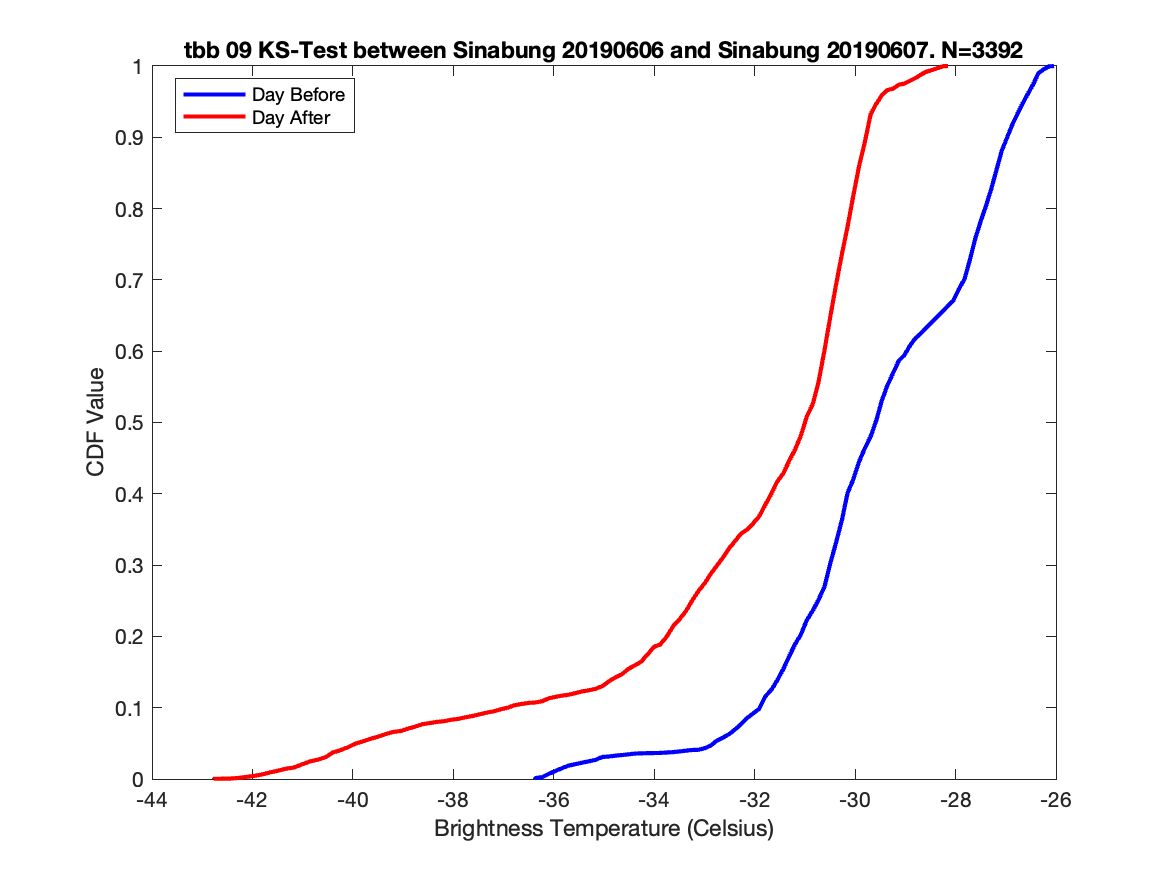 tbb 09 KS-Test between Sinabung 20190606 and Sinabung 20190607. N=3392
Day Before
Day After
1
0.9
0.8
0.7
0.6
0.5
0.4
0.3
0.2
0.1
0
CDF Value
-44 -42 -40 -38 -36 -34 -32 -30 -28 -26
Brightness Temperature (Celsius)